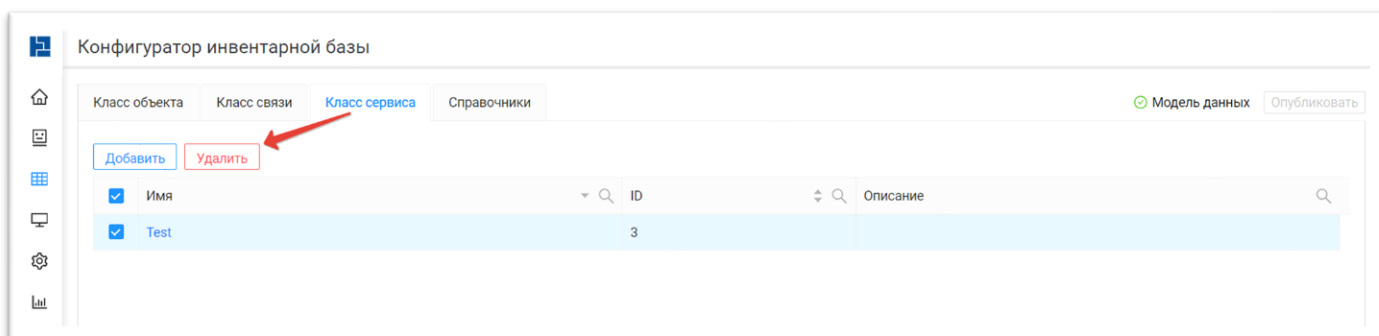 Конфигуратор инвентарной базы
Класс объекта Класс связи Класс сервиса Справочники Модель данных Опубликовать
Добавить Удалить
Имя ID Описание
Test 3